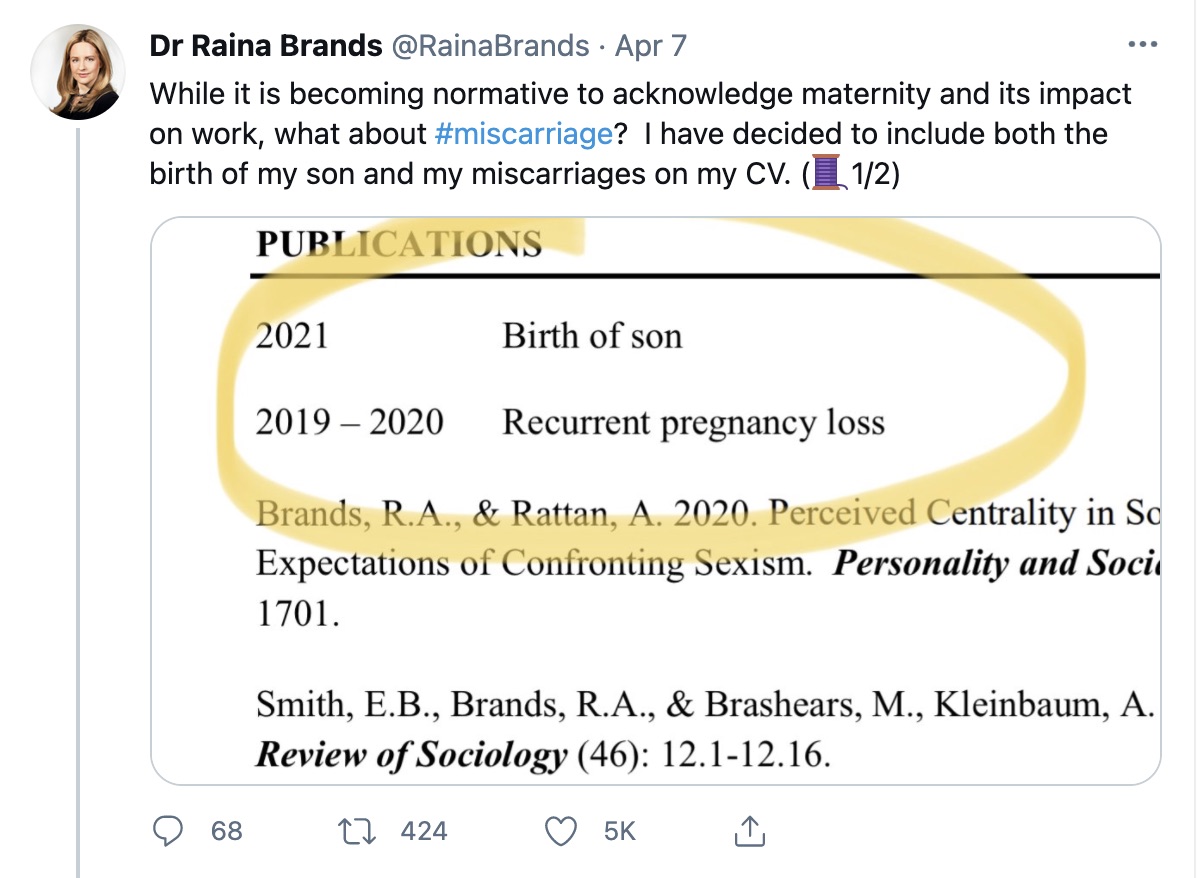 Dr Raina Brands @RainaBrands · Apr 7
While it is becoming normative to acknowledge maternity and its impact
on work, what about #miscarriage? I have decided to include both the
birth of my son and my miscarriages on my CV. (🧵1/2)
PUBLICATIONS
2021 Birth of son
2019 – 2020 Recurrent pregnancy loss
Brands, R.A., & Rattan, A. 2020. Perceived Centrality in So
Expectations of Confronting Sexism. Personality and Soci
1701.
Smith, E.B., Brands, R.A., & Brashears, M., Kleinbaum, A.
Review of Sociology (46): 12.1-12.16.
68 424 5K